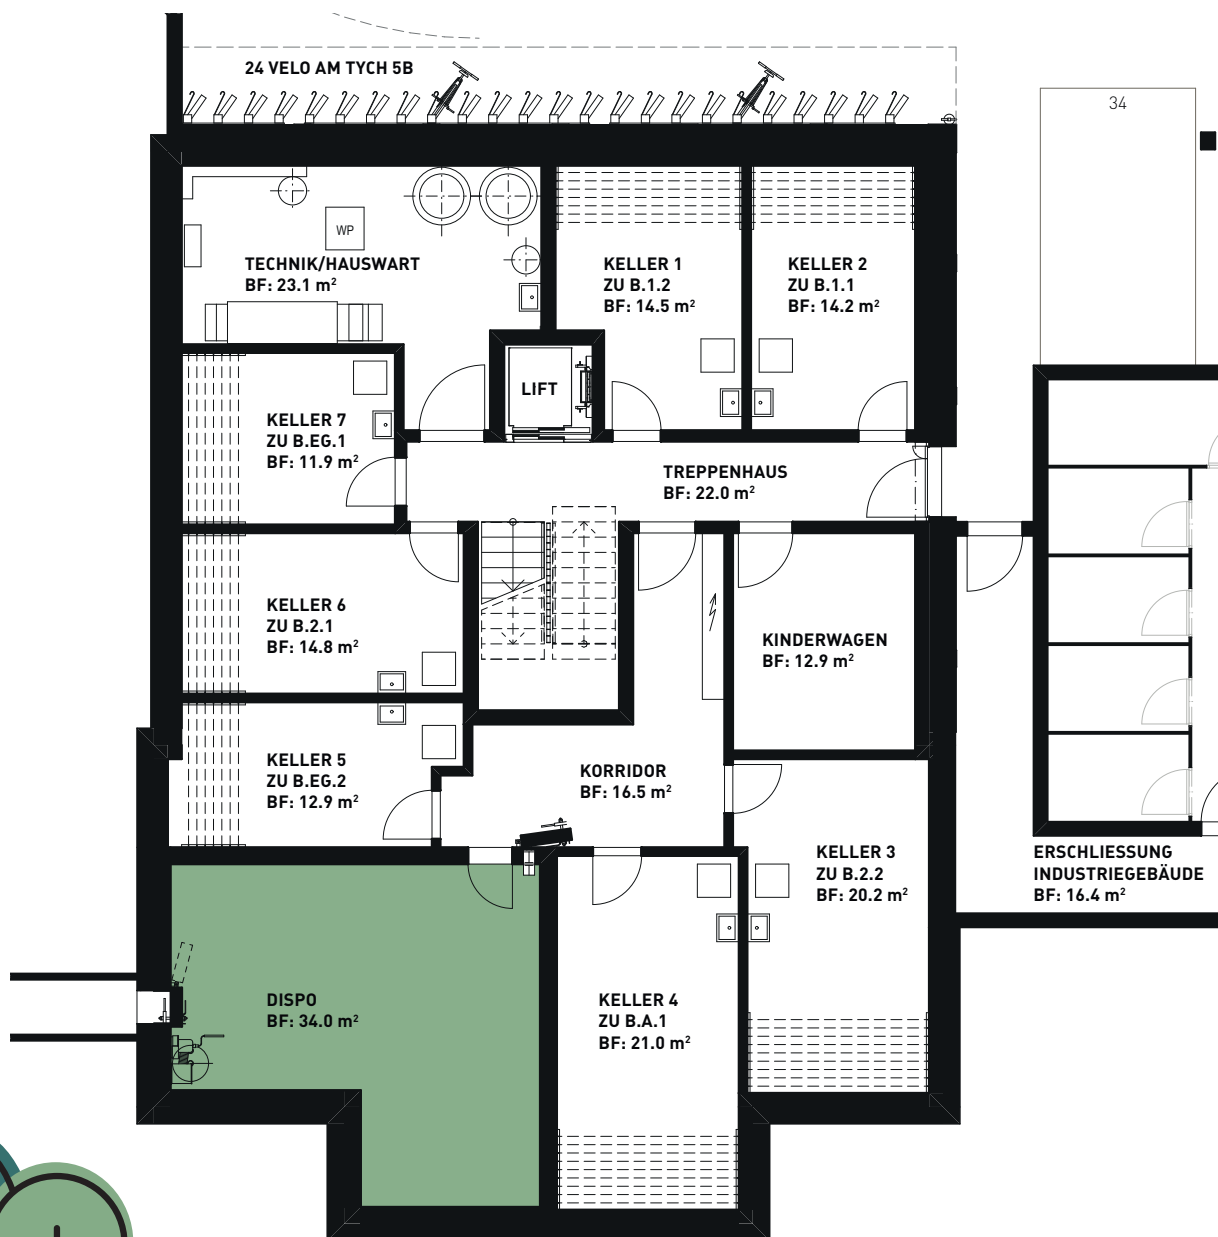 24 VELO AM TYCH 5B
34
WP
TECHNIK/HAUSWART
BF: 23.1 m²
KELLER 1
ZU B.1.2
BF: 14.5 m²
KELLER 2
ZU B.1.1
BF: 14.2 m²
LIFT
KELLER 7
ZU B.EG.1
BF: 11.9 m²
TREPPENHAUS
BF: 22.0 m²
KELLER 6
ZU B.2.1
BF: 14.8 m²
KINDERWAGEN
BF: 12.9 m²
KELLER 5
ZU B.EG.2
BF: 12.9 m²
KORRIDOR
BF: 16.5 m²
KELLER 3
ZU B.2.2
BF: 20.2 m²
ERSCHLIESSUNG
INDUSTRIEGEBÄUDE
BF: 16.4 m²
DISPO
BF: 34.0 m²
KELLER 4
ZU B.A.1
BF: 21.0 m²